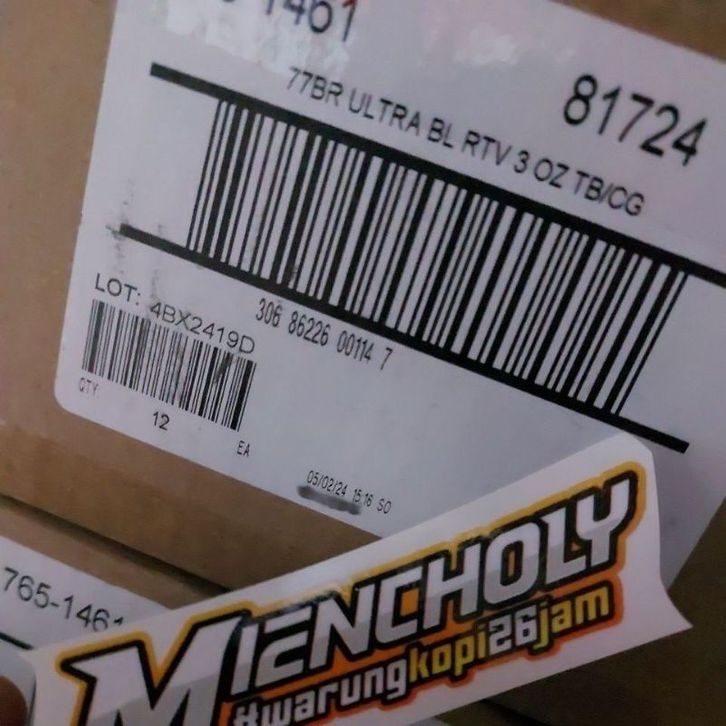 1461
81724
77BR ULTRA BL RTV 3 OZ TB/CG
306 86226 00114 7
LOT: 4BX2419D
QTY 12 EA
05/02/24 15:16 SO
765-1461
MIENCHOLY
#warungkopi26jam